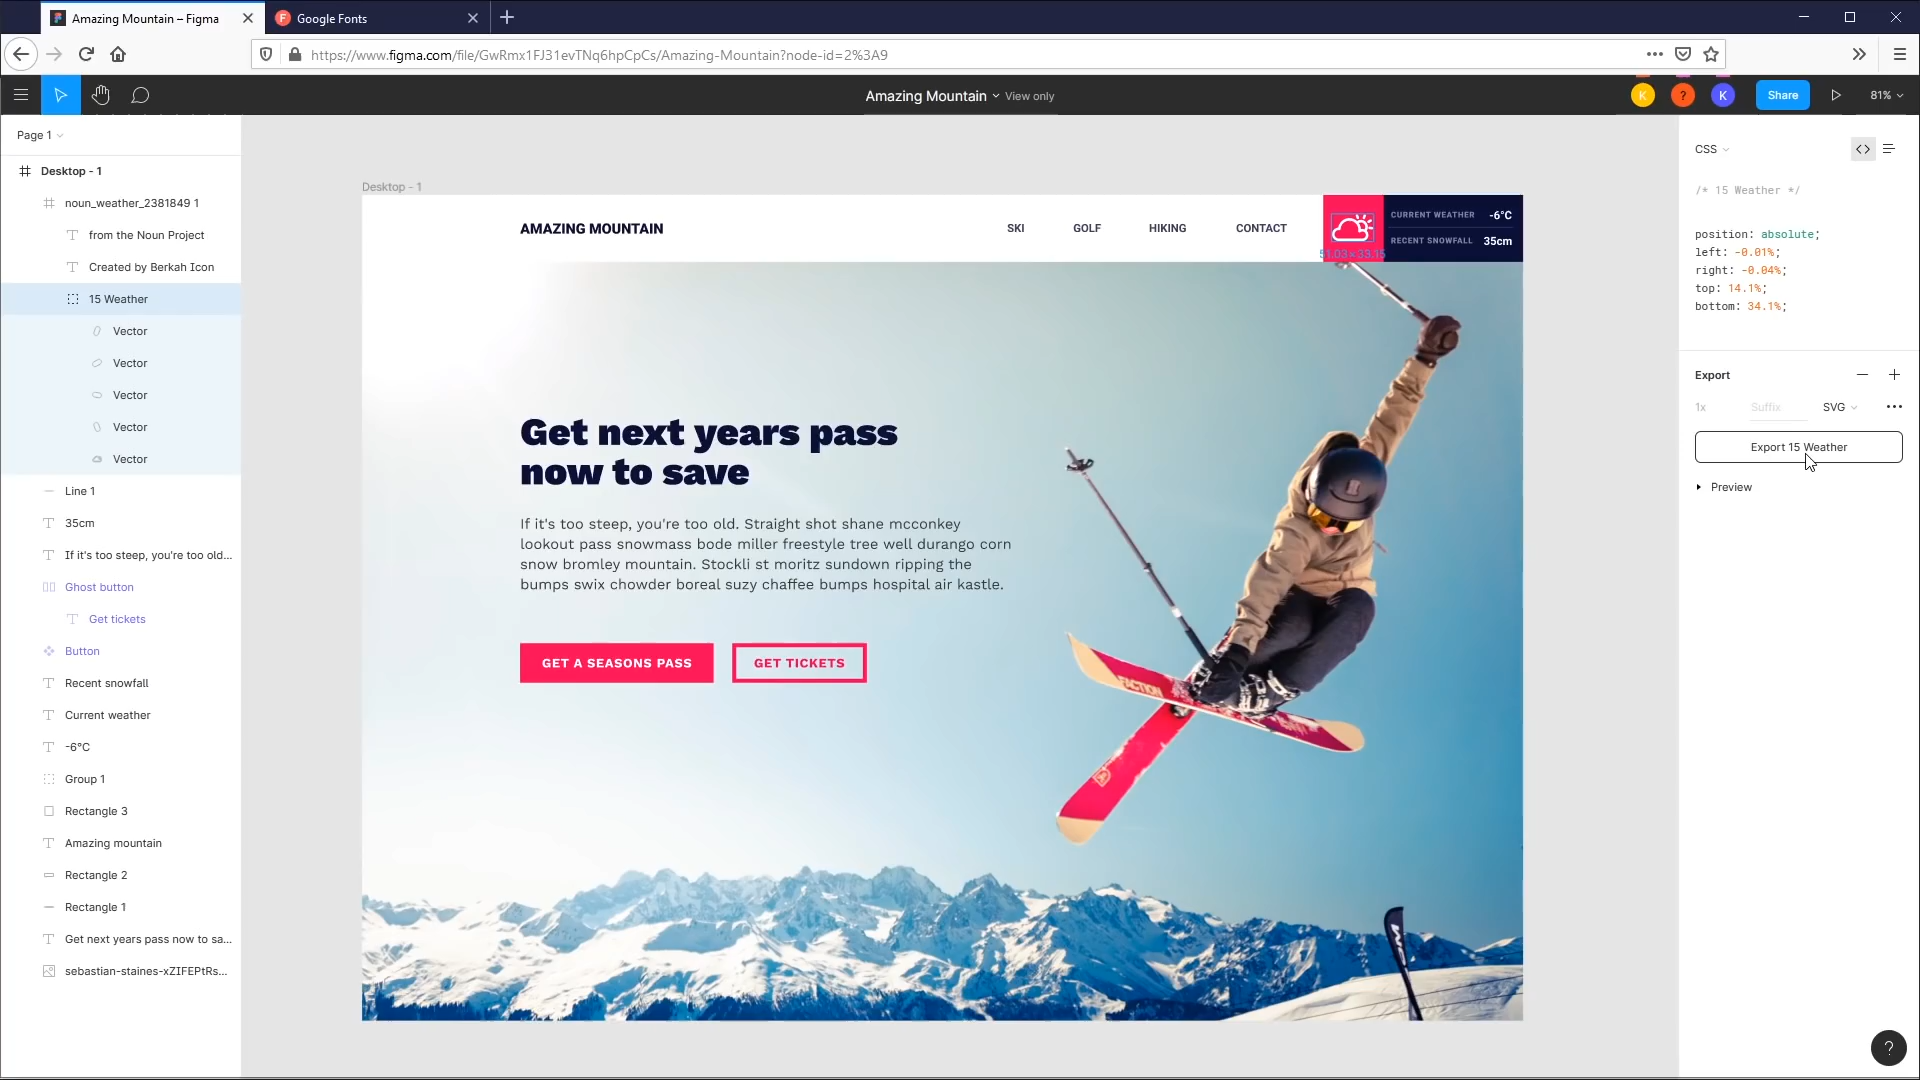 Amazing Mountain – Figma
Google Fonts
https://www.figma.com/file/GwRmx1FJ31evTNq6hpCpCs/Amazing-Mountain?node-id=2%3A9
Amazing Mountain View only
K
?
K
Share
81%
Page 1
Desktop - 1
noun_weather_2381849 1
from the Noun Project
Created by Berkah Icon
15 Weather
Vector
Vector
Vector
Vector
Vector
Line 1
35cm
If it's too steep, you're too old...
Ghost button
Get tickets
Button
Recent snowfall
Current weather
-6°C
Group 1
Rectangle 3
Amazing mountain
Rectangle 2
Rectangle 1
Get next years pass now to sa...
sebastian-staines-xZIFEPtRs...
Desktop - 1
AMAZING MOUNTAIN
SKI
GOLF
HIKING
CONTACT
CURRENT WEATHER -6°C
RECENT SNOWFALL 35cm
51.03×33.15
Get next years pass
now to save
If it's too steep, you're too old. Straight shot shane mcconkey
lookout pass snowmass bode miller freestyle tree well durango corn
snow bromley mountain. Stockli st moritz sundown ripping the
bumps swix chowder boreal suzy chaffee bumps hospital air kastle.
GET A SEASONS PASS
GET TICKETS
FACTION
CSS
/* 15 Weather */
position: absolute;
left: -0.01%;
right: -0.04%;
top: 14.1%;
bottom: 34.1%;
Export
1x
Suffix
SVG
Export 15 Weather
Preview
?